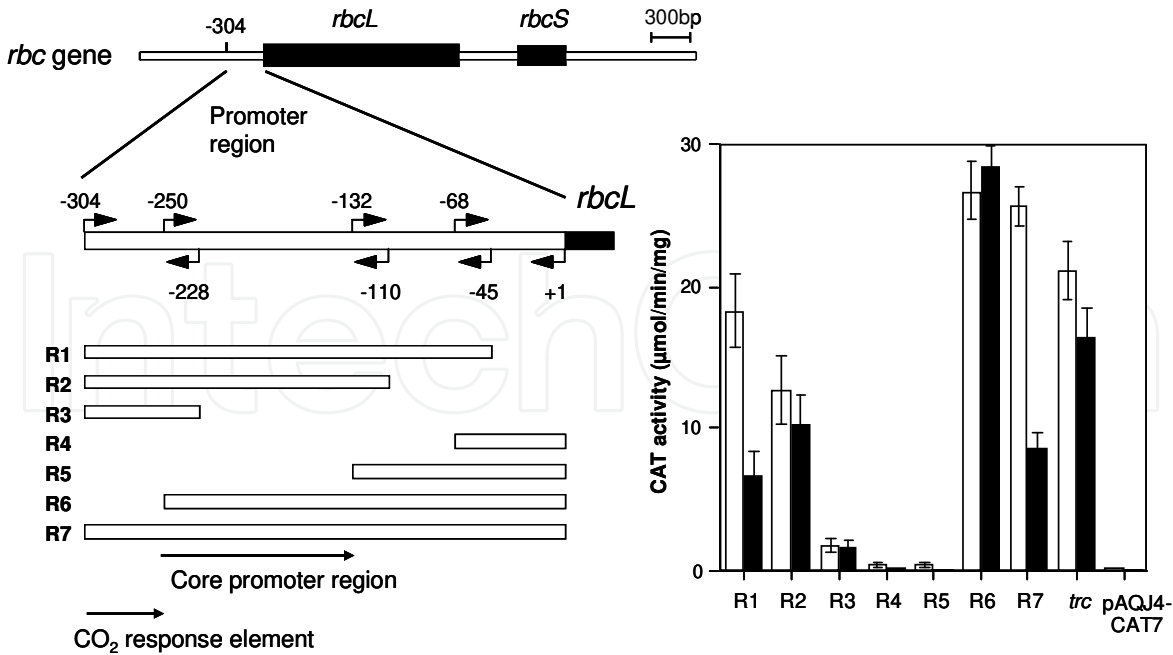 -304
rbcL
rbcS
300bp
rbc gene
Promoter
region
-304
-250
-132
-68
rbcL
-228
-110
-45
+1
R1
R2
R3
R4
R5
R6
R7
Core promoter region
CO₂ response element
30
20
10
0
CAT activity (μmol/min/mg)
R1
R2
R3
R4
R5
R6
R7
trc
pAQJ4-
CAT7